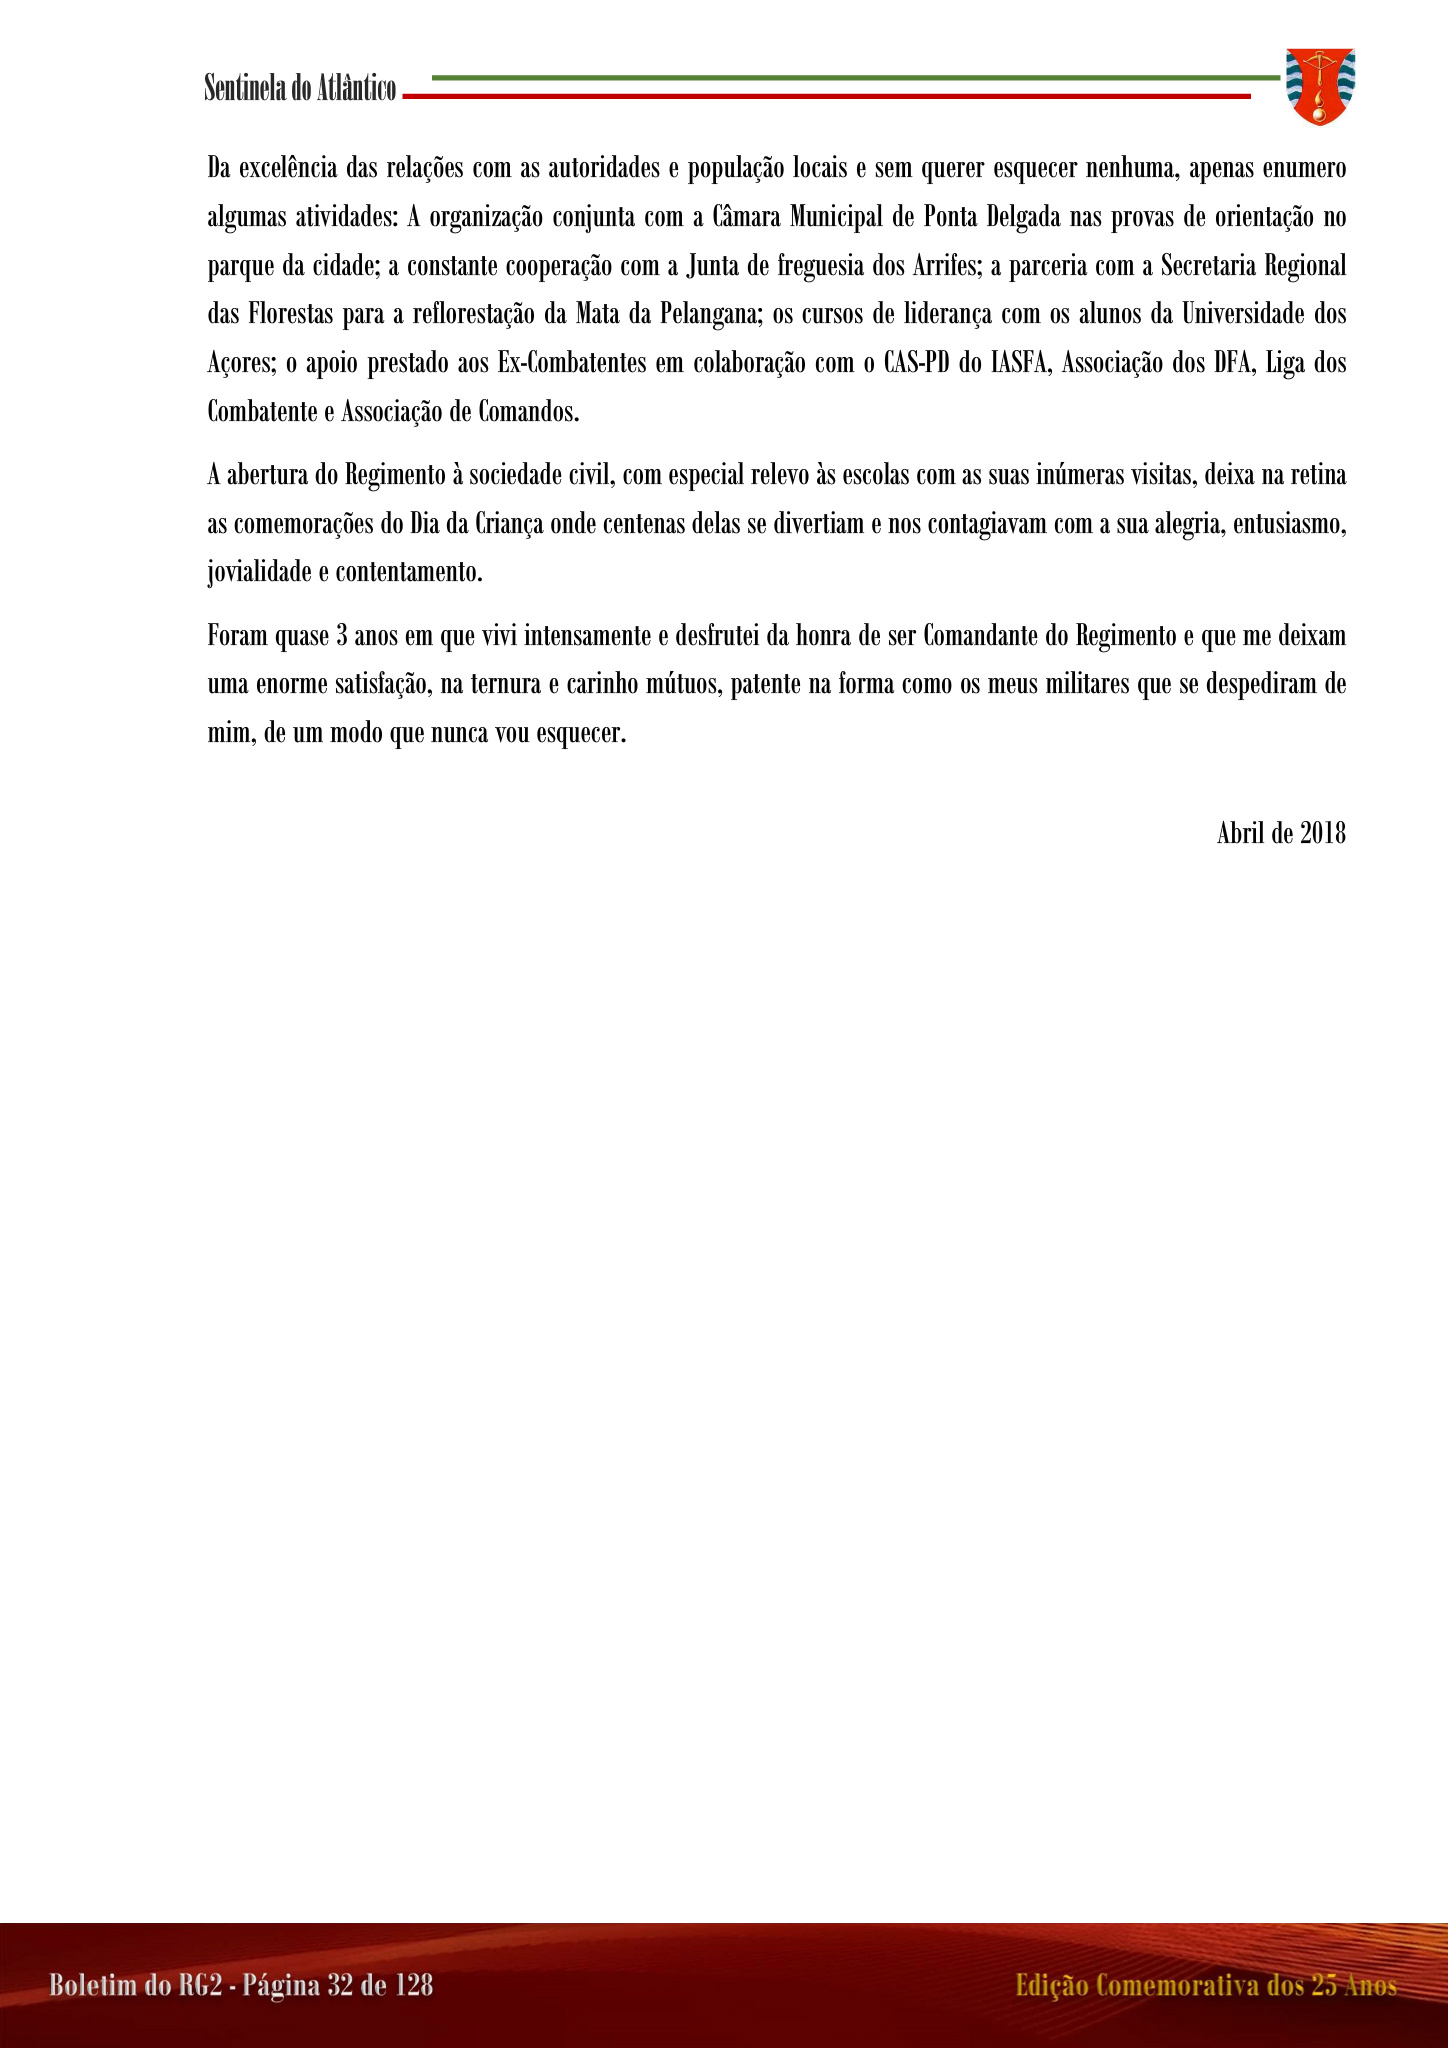 Sentinela do Atlântico
Da excelência das relações com as autoridades e população locais e sem querer esquecer nenhuma, apenas enumero
algumas atividades: A organização conjunta com a Câmara Municipal de Ponta Delgada nas provas de orientação no
parque da cidade; a constante cooperação com a Junta de freguesia dos Arrifes; a parceria com a Secretaria Regional
das Florestas para a reflorestação da Mata da Pelangana; os cursos de liderança com os alunos da Universidade dos
Açores; o apoio prestado aos Ex-Combatentes em colaboração com o CAS-PD do IASFA, Associação dos DFA, Liga dos
Combatente e Associação de Comandos.
A abertura do Regimento à sociedade civil, com especial relevo às escolas com as suas inúmeras visitas, deixa na retina
as comemorações do Dia da Criança onde centenas delas se divertiam e nos contagiavam com a sua alegria, entusiasmo,
jovialidade e contentamento.
Foram quase 3 anos em que vivi intensamente e desfrutei da honra de ser Comandante do Regimento e que me deixam
uma enorme satisfação, na ternura e carinho mútuos, patente na forma como os meus militares que se despediram de
mim, de um modo que nunca vou esquecer.
Abril de 2018
Boletim do RG2 - Página 32 de 128
Edição Comemorativa dos 25 Anos